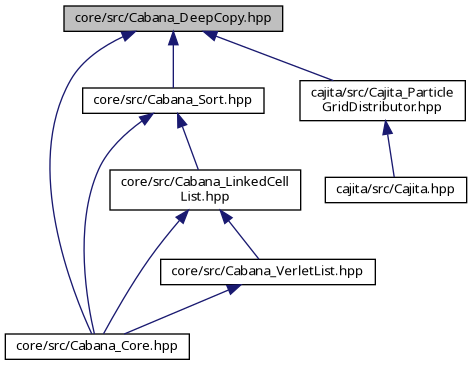 core/src/Cabana_DeepCopy.hpp
core/src/Cabana_Sort.hpp
cajita/src/Cajita_Particle
GridDistributor.hpp
core/src/Cabana_LinkedCell
List.hpp
cajita/src/Cajita.hpp
core/src/Cabana_VerletList.hpp
core/src/Cabana_Core.hpp